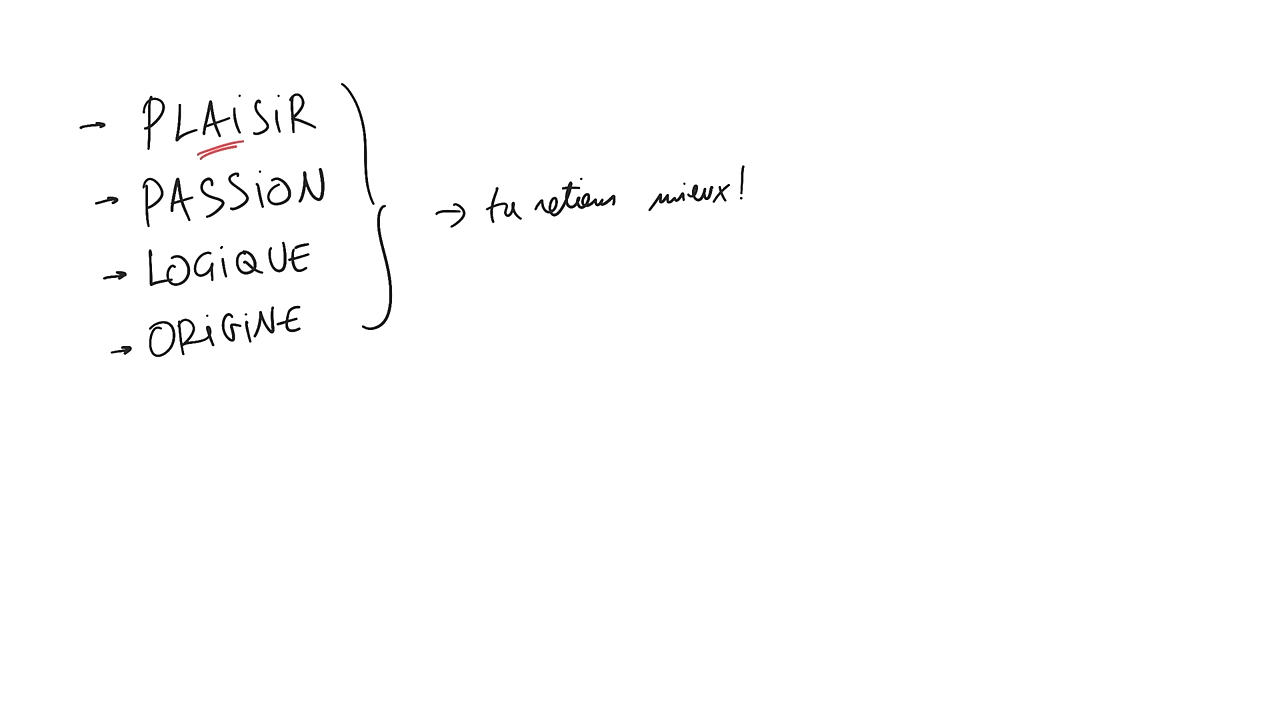 → PLAiSiR
→ PASSiON
→ LOGiQUE
→ ORiGiNE
→ tu retiens mieux!